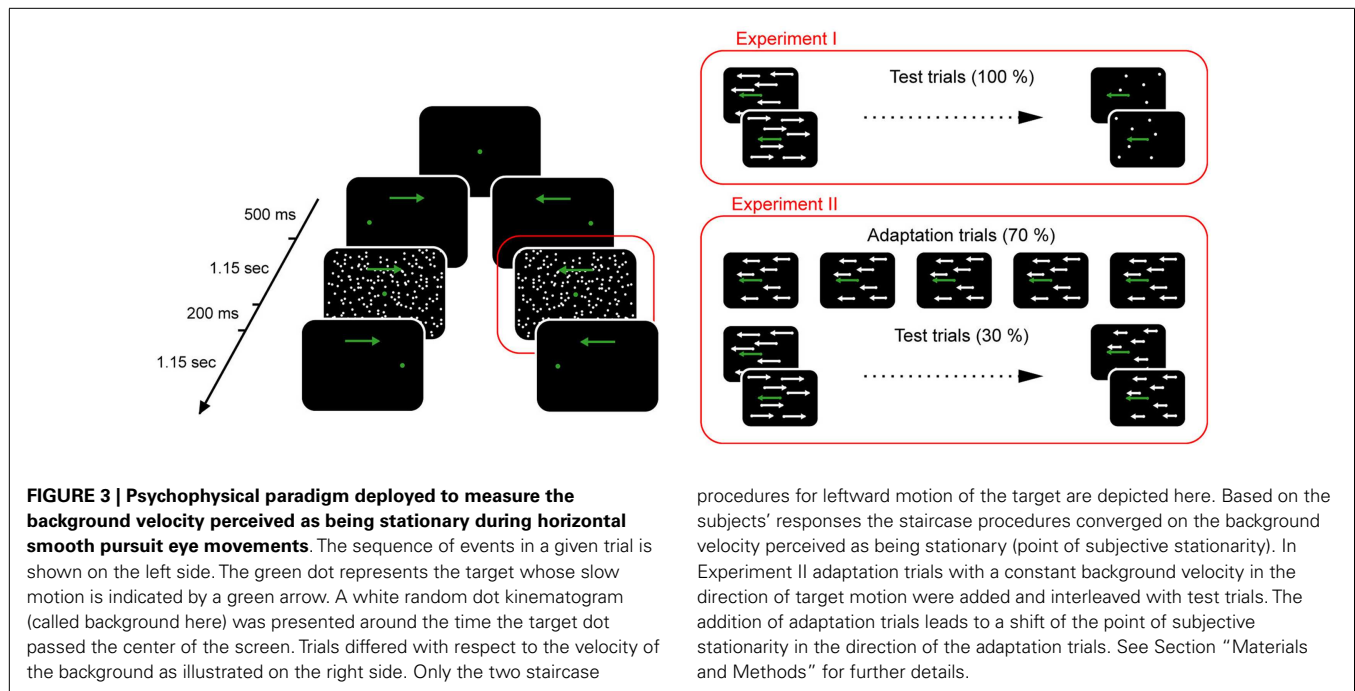 Experiment I
Test trials (100 %)
500 ms
1.15 sec
200 ms
1.15 sec
Experiment II
Adaptation trials (70 %)
Test trials (30 %)
FIGURE 3 | Psychophysical paradigm deployed to measure the
background velocity perceived as being stationary during horizontal
smooth pursuit eye movements. The sequence of events in a given trial is
shown on the left side. The green dot represents the target whose slow
motion is indicated by a green arrow. A white random dot kinematogram
(called background here) was presented around the time the target dot
passed the center of the screen. Trials differed with respect to the velocity of
the background as illustrated on the right side. Only the two staircase
procedures for leftward motion of the target are depicted here. Based on the
subjects’ responses the staircase procedures converged on the background
velocity perceived as being stationary (point of subjective stationarity). In
Experiment II adaptation trials with a constant background velocity in the
direction of target motion were added and interleaved with test trials. The
addition of adaptation trials leads to a shift of the point of subjective
stationarity in the direction of the adaptation trials. See Section “Materials
and Methods” for further details.